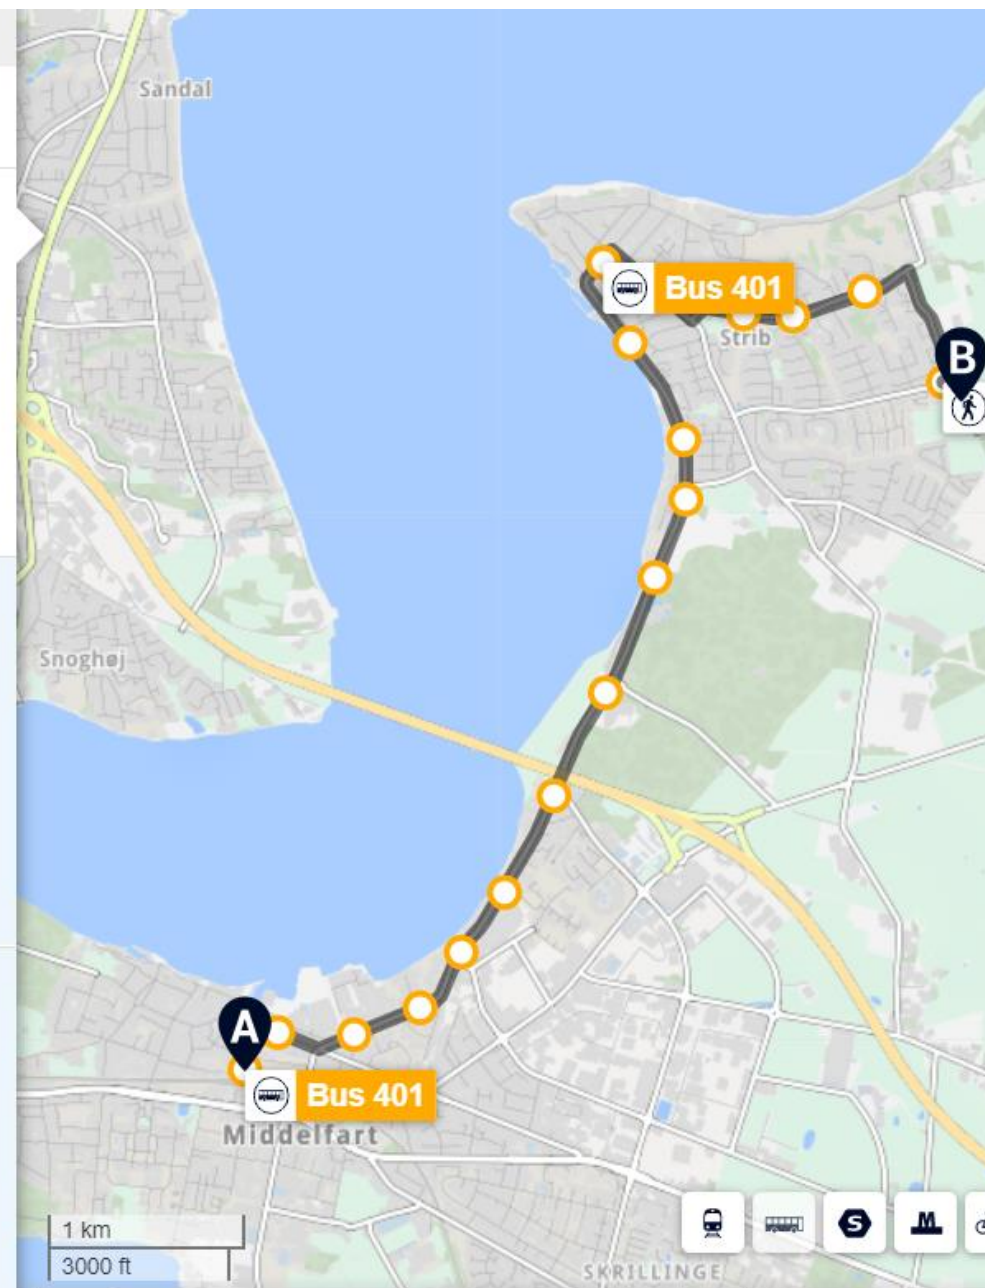 Sandal
Bus 401
Strib
B
Snoghøj
A
Bus 401
Middelfart
1 km
3000 ft
S
M
SKRILLINGE